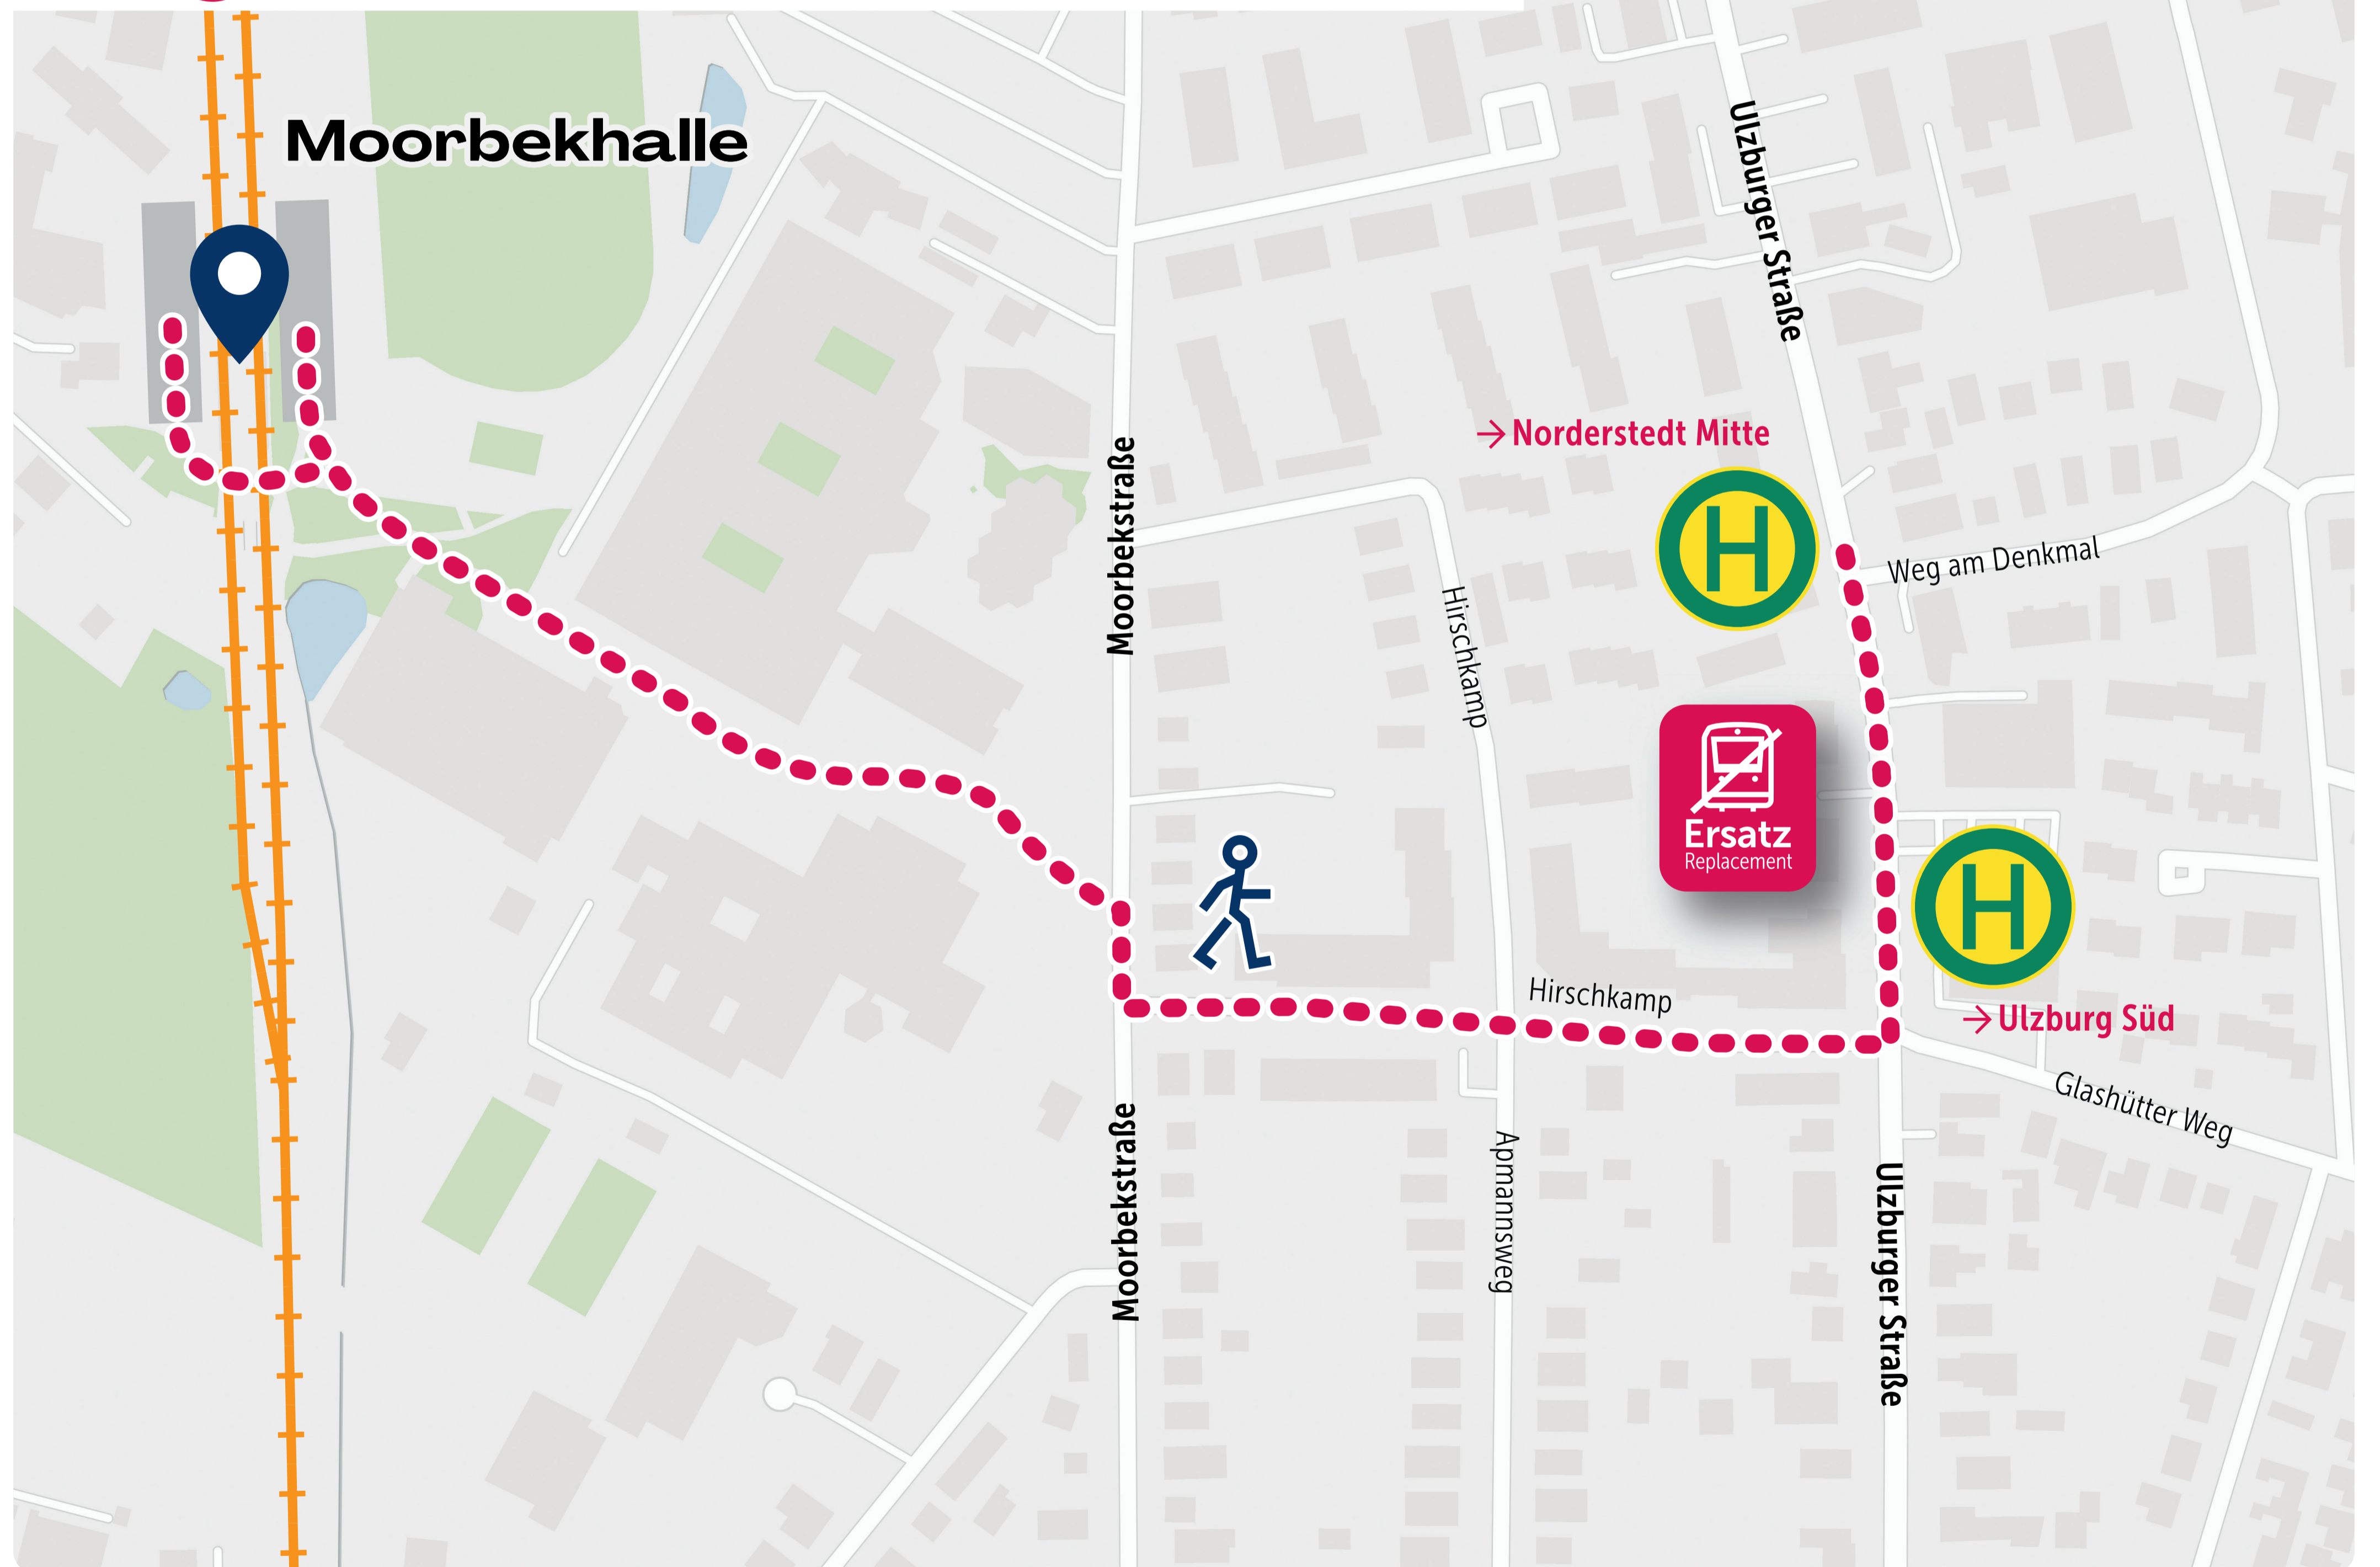 Moorbekhalle
Ulzburger Straße
→ Norderstedt Mitte
H
Weg am Denkmal
Moorbekstraße
Hirschkamp
Ersatz
Replacement
H
→ Ulzburg Süd
Hirschkamp
Glashütter Weg
Moorbekstraße
Apmannsweg
Ulzburger Straße